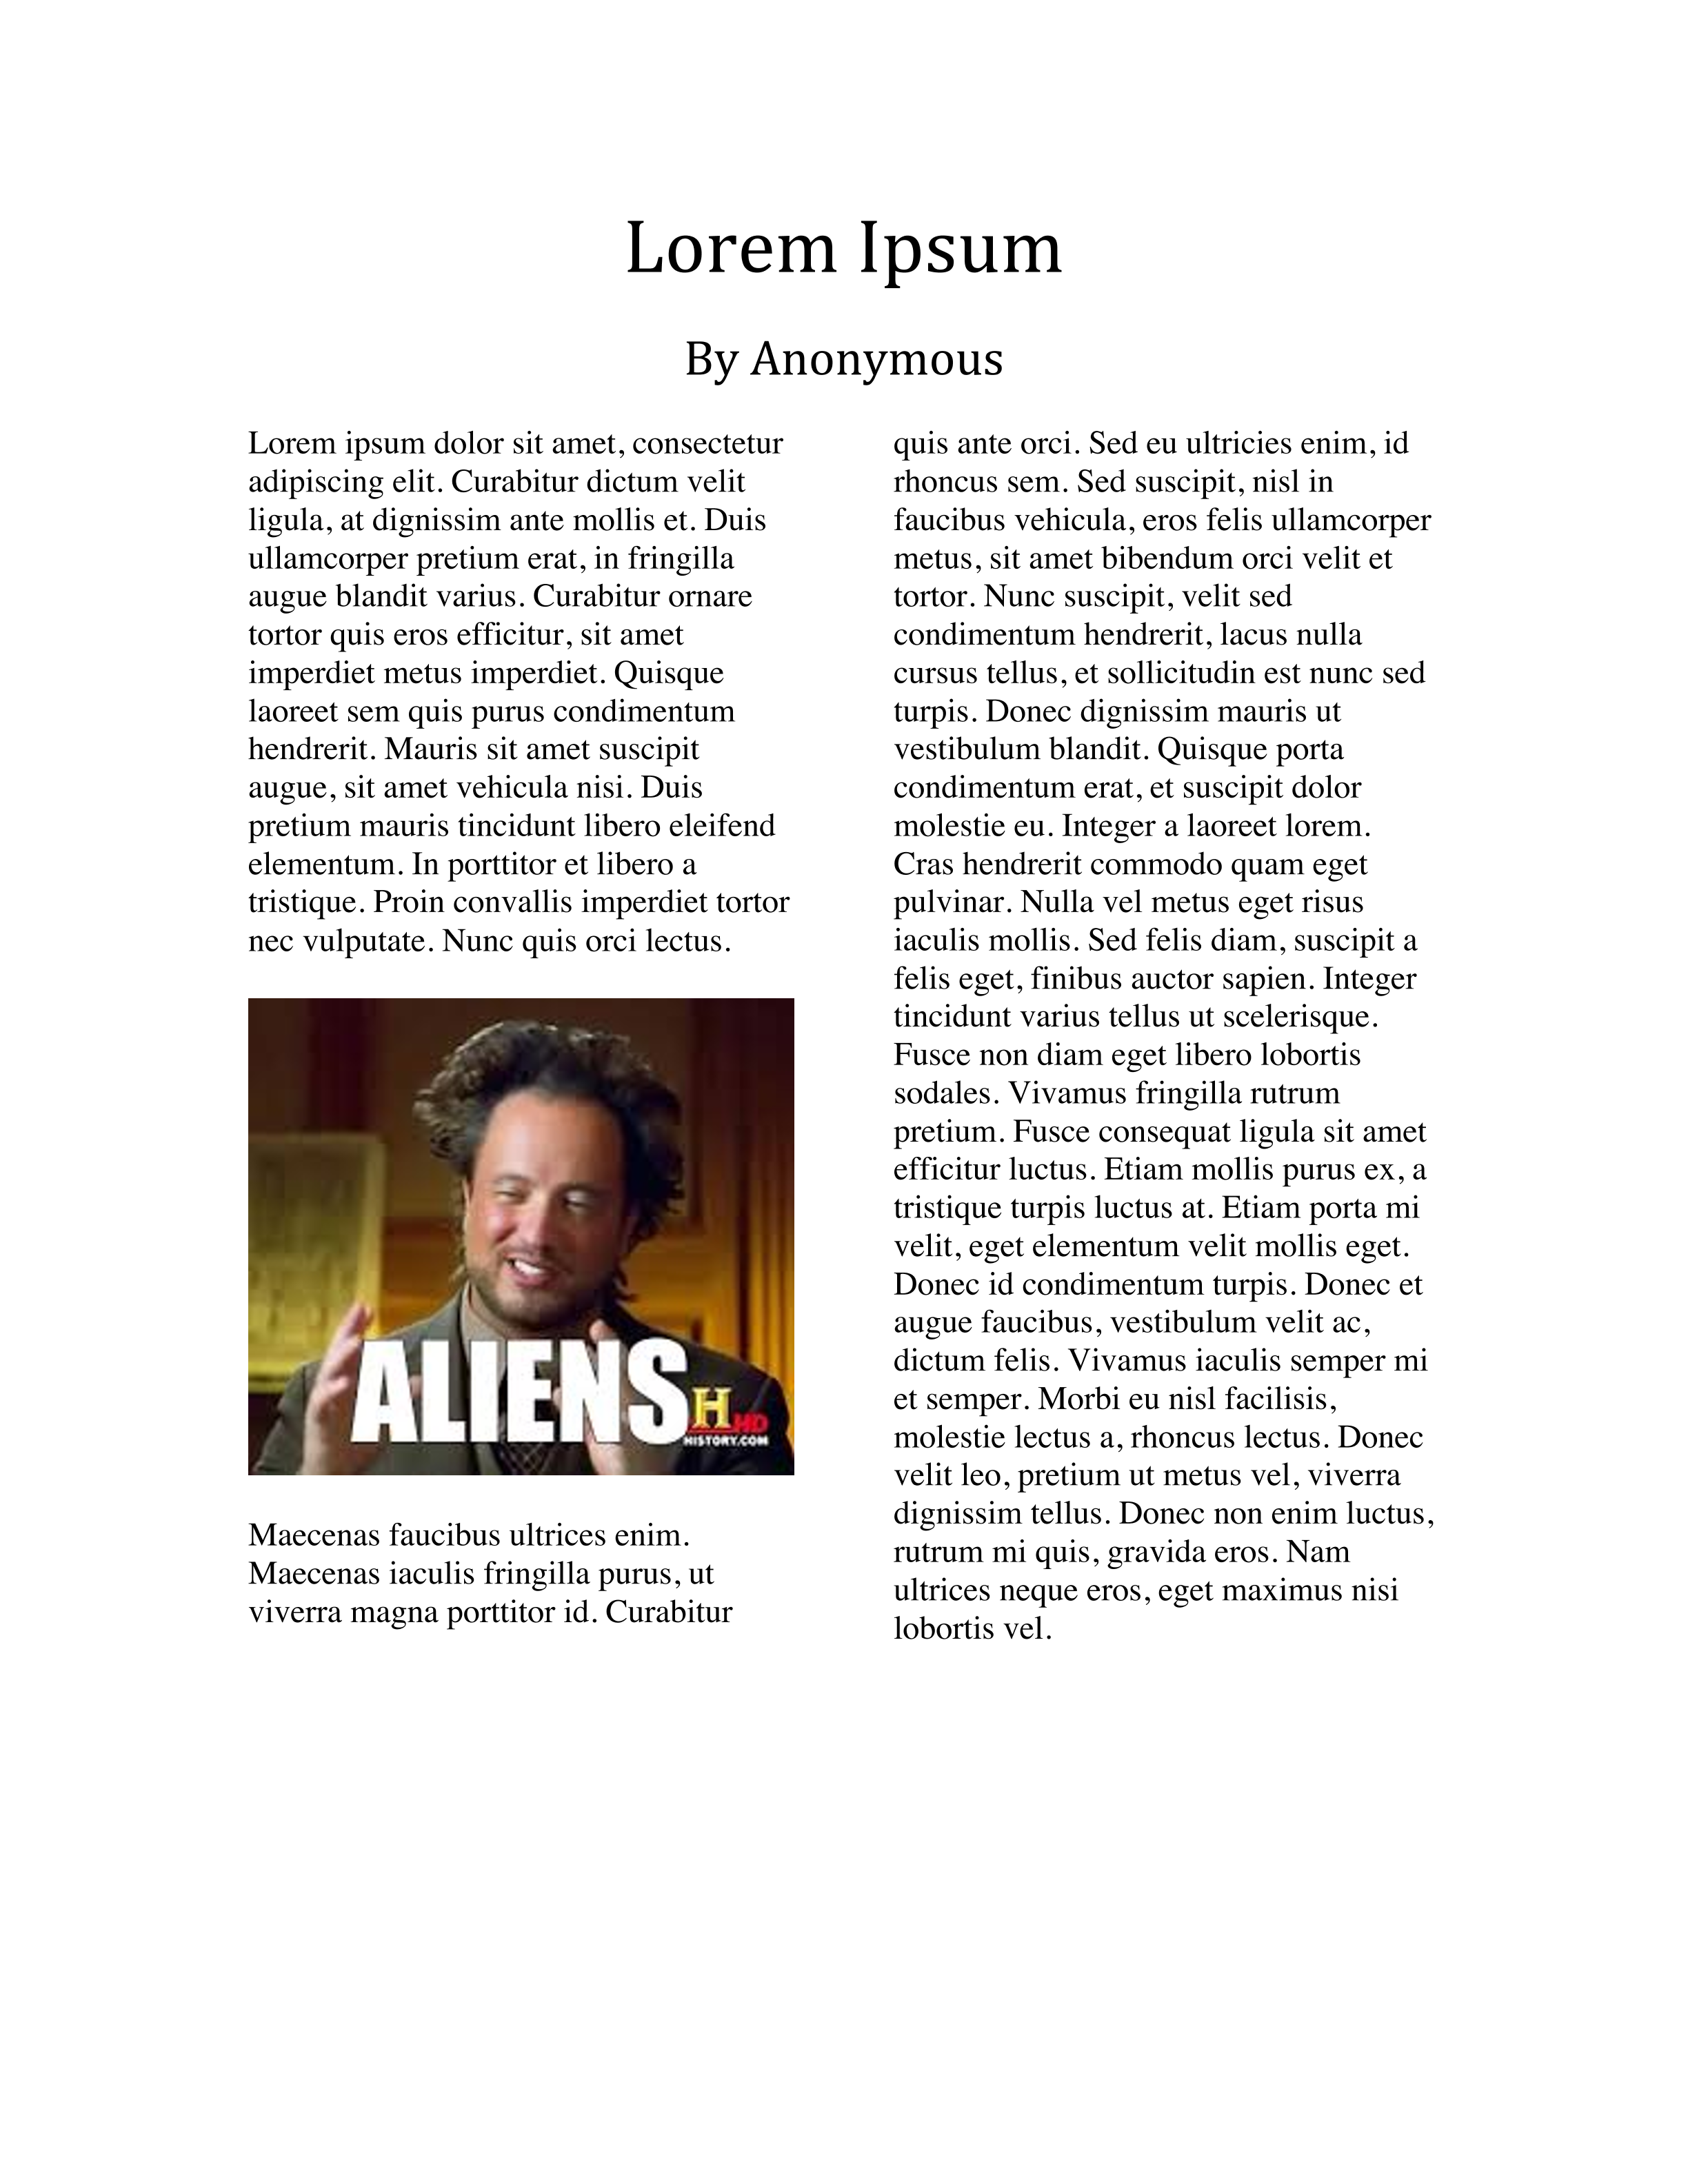 Lorem Ipsum
By Anonymous
Lorem ipsum dolor sit amet, consectetur
adipiscing elit. Curabitur dictum velit
ligula, at dignissim ante mollis et. Duis
ullamcorper pretium erat, in fringilla
augue blandit varius. Curabitur ornare
tortor quis eros efficitur, sit amet
imperdiet metus imperdiet. Quisque
laoreet sem quis purus condimentum
hendrerit. Mauris sit amet suscipit
augue, sit amet vehicula nisi. Duis
pretium mauris tincidunt libero eleifend
elementum. In porttitor et libero a
tristique. Proin convallis imperdiet tortor
nec vulputate. Nunc quis orci lectus.
ALIENS
H
HD
HISTORY.COM
Maecenas faucibus ultrices enim.
Maecenas iaculis fringilla purus, ut
viverra magna porttitor id. Curabitur
quis ante orci. Sed eu ultricies enim, id
rhoncus sem. Sed suscipit, nisl in
faucibus vehicula, eros felis ullamcorper
metus, sit amet bibendum orci velit et
tortor. Nunc suscipit, velit sed
condimentum hendrerit, lacus nulla
cursus tellus, et sollicitudin est nunc sed
turpis. Donec dignissim mauris ut
vestibulum blandit. Quisque porta
condimentum erat, et suscipit dolor
molestie eu. Integer a laoreet lorem.
Cras hendrerit commodo quam eget
pulvinar. Nulla vel metus eget risus
iaculis mollis. Sed felis diam, suscipit a
felis eget, finibus auctor sapien. Integer
tincidunt varius tellus ut scelerisque.
Fusce non diam eget libero lobortis
sodales. Vivamus fringilla rutrum
pretium. Fusce consequat ligula sit amet
efficitur luctus. Etiam mollis purus ex, a
tristique turpis luctus at. Etiam porta mi
velit, eget elementum velit mollis eget.
Donec id condimentum turpis. Donec et
augue faucibus, vestibulum velit ac,
dictum felis. Vivamus iaculis semper mi
et semper. Morbi eu nisl facilisis,
molestie lectus a, rhoncus lectus. Donec
velit leo, pretium ut metus vel, viverra
dignissim tellus. Donec non enim luctus,
rutrum mi quis, gravida eros. Nam
ultrices neque eros, eget maximus nisi
lobortis vel.